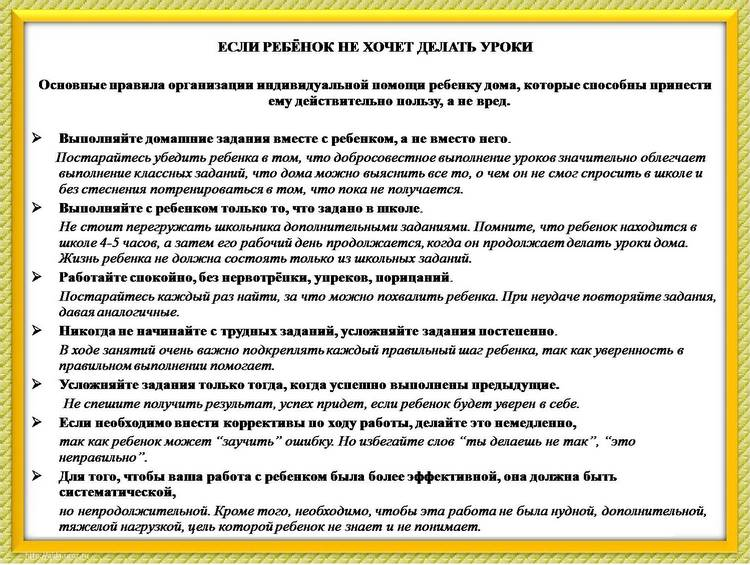 ЕСЛИ РЕБЁНОК НЕ ХОЧЕТ ДЕЛАТЬ УРОКИ
Основные правила организации индивидуальной помощи ребенку дома, которые способны принести
ему действительно пользу, а не вред.
➢ Выполняйте домашние задания вместе с ребенком, а не вместо него.
Постарайтесь убедить ребенка в том, что добросовестное выполнение уроков значительно облегчает
выполнение классных заданий, что дома можно выяснить все то, о чем он не смог спросить в школе и
без стеснения потренироваться в том, что пока не получается.
➢ Выполняйте с ребенком только то, что задано в школе.
Не стоит перегружать школьника дополнительными заданиями. Помните, что ребенок находится в
школе 4-5 часов, а затем его рабочий день продолжается, когда он продолжает делать уроки дома.
Жизнь ребенка не должна состоять только из школьных заданий.
➢ Работайте спокойно, без нервотрёпки, упреков, порицаний.
Постарайтесь каждый раз найти, за что можно похвалить ребенка. При неудаче повторяйте задания,
давая аналогичные.
➢ Никогда не начинайте с трудных заданий, усложняйте задания постепенно.
В ходе занятий очень важно подкреплять каждый правильный шаг ребенка, так как уверенность в
правильном выполнении помогает.
➢ Усложняйте задания только тогда, когда успешно выполнены предыдущие.
Не спешите получить результат, успех придет, если ребенок будет уверен в себе.
➢ Если необходимо внести коррективы по ходу работы, делайте это немедленно,
так как ребенок может “заучить” ошибку. Но избегайте слов “ты делаешь не так”, “это
неправильно”.
➢ Для того, чтобы ваша работа с ребенком была более эффективной, она должна быть
систематической,
но непродолжительной. Кроме того, необходимо, чтобы эта работа не была нудной, дополнительной,
тяжелой нагрузкой, цель которой ребенок не знает и не понимает.